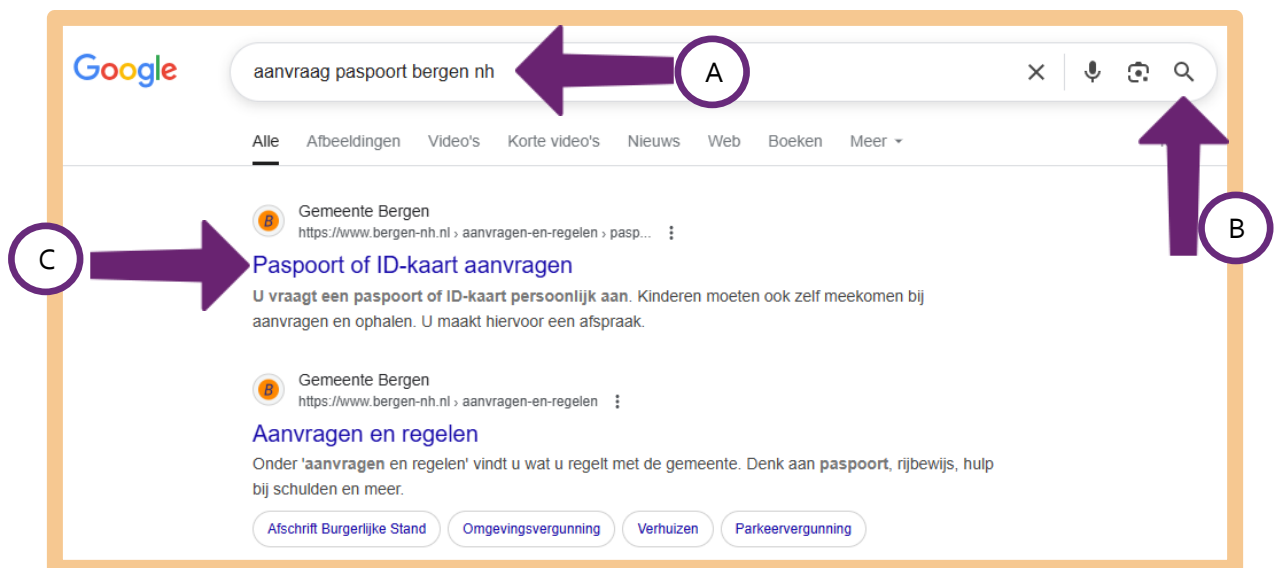 Google
aanvraag paspoort bergen nh
A
Alle Afbeeldingen Video's Korte video's Nieuws Web Boeken Meer
B
Gemeente Bergen
https://www.bergen-nh.nl › aanvragen-en-regelen › pasp...
C
Paspoort of ID-kaart aanvragen
U vraagt een paspoort of ID-kaart persoonlijk aan. Kinderen moeten ook zelf meekomen bij
aanvragen en ophalen. U maakt hiervoor een afspraak.
B
Gemeente Bergen
https://www.bergen-nh.nl › aanvragen-en-regelen
Aanvragen en regelen
Onder 'aanvragen en regelen' vindt u wat u regelt met de gemeente. Denk aan paspoort, rijbewijs, hulp
bij schulden en meer.
Afschrift Burgerlijke Stand Omgevingsvergunning Verhuizen Parkeervergunning
B